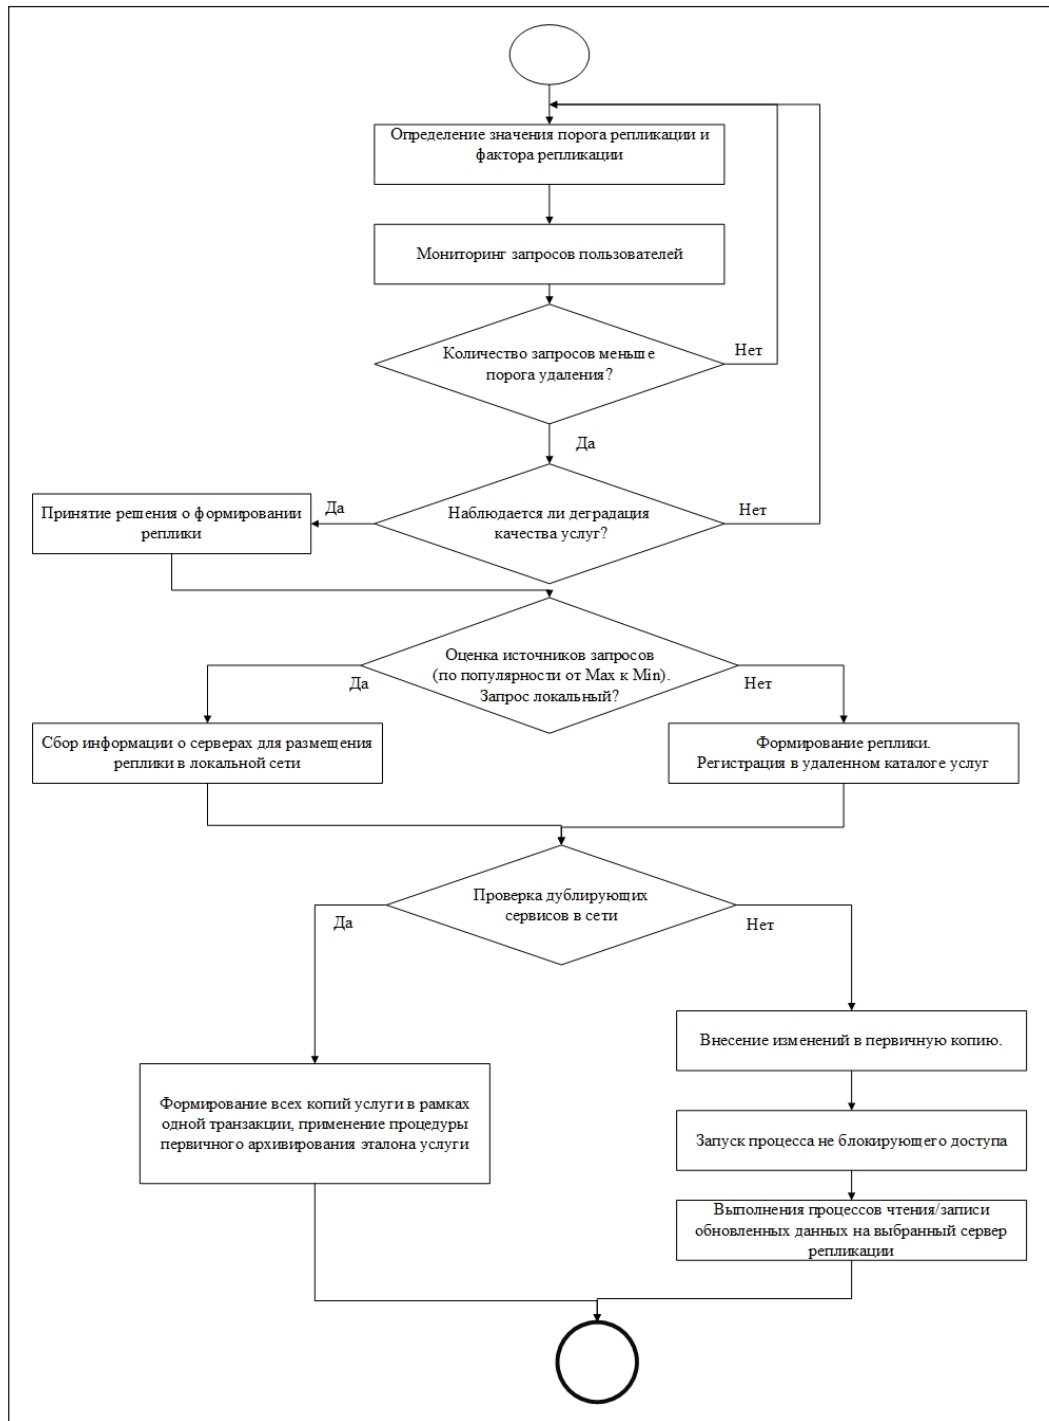 Определение значения порога репликации и
фактора репликации
Мониторинг запросов пользователей
Количество запросов меньше
порога удаления?
Нет
Да
Наблюдается ли деградация
качества услуг?
Да
Нет
Принятие решения о формировании
реплики
Оценка источников запросов
(по популярности от Max к Min).
Запрос локальный?
Да
Нет
Сбор информации о серверах для размещения
реплики в локальной сети
Формирование реплики.
Регистрация в удаленном каталоге услуг
Проверка дублирующих
сервисов в сети
Да
Нет
Внесение изменений в первичную копию.
Формирование всех копий услуги в рамках
одной транзакции, применение процедуры
первичного архивирования эталона услуги
Запуск процесса не блокирующего доступа
Выполнения процессов чтения/записи
обновленных данных на выбранный сервер
репликации